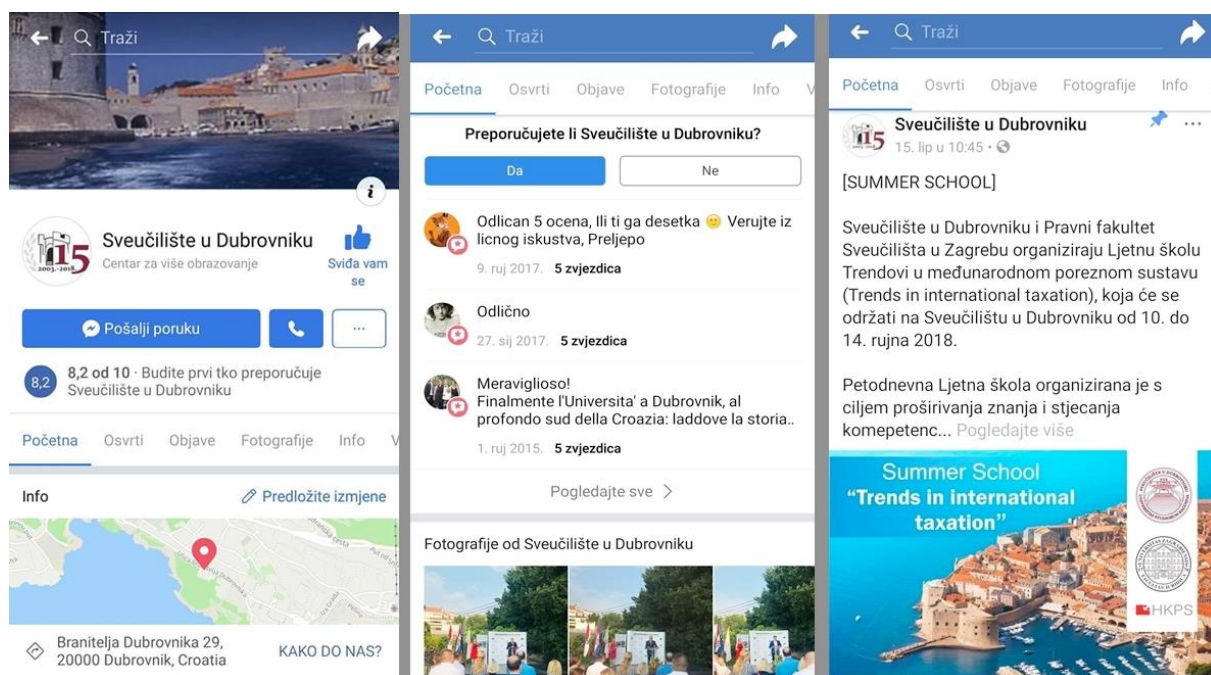 Traži
Sveučilište u Dubrovniku
Centar za više obrazovanje
15
2003.-2018.
Sviđa vam
se
Pošalji poruku
8,2
8,2 od 10 · Budite prvi tko preporučuje
Sveučilište u Dubrovniku
Početna Osvrti Objave Fotografije Info V
Info
Predložite izmjene
Branitelja Dubrovnika 29,
20000 Dubrovnik, Croatia
KAKO DO NAS?
Traži
Početna Osvrti Objave Fotografije Info V
Preporučujete li Sveučilište u Dubrovniku?
Da Ne
Odlican 5 ocena, Ili ti ga desetka 🙂 Verujte iz
licnog iskustva, Preljepo
9. ruj 2017. 5 zvjezdica
Odlično
27. sij 2017. 5 zvjezdica
Meraviglioso!
Finalmente l'Universita' a Dubrovnik, al
profondo sud della Croazia: laddove la storia..
1. ruj 2015. 5 zvjezdica
Pogledajte sve
Fotografije od Sveučilište u Dubrovniku
Traži
Početna Osvrti Objave Fotografije Info
15
Sveučilište u Dubrovniku
15. lip u 10:45 ·
[SUMMER SCHOOL]
Sveučilište u Dubrovniku i Pravni fakultet
Sveučilišta u Zagrebu organiziraju Ljetnu školu
Trendovi u međunarodnom poreznom sustavu
(Trends in international taxation), koja će se
održati na Sveučilištu u Dubrovniku od 10. do
14. rujna 2018.
Petodnevna Ljetna škola organizirana je s
ciljem proširivanja znanja i stjecanja
komepetenc... Pogledajte više
Summer School
“Trends in international
taxation”
HKPS